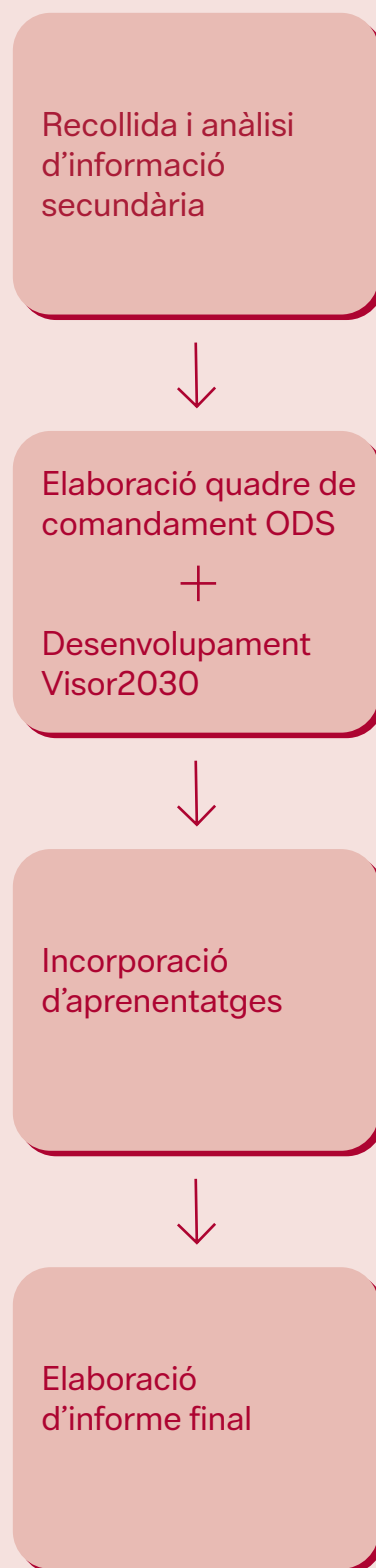 Recollida i anàlisi
d’informació
secundària
Elaboració quadre de
comandament ODS
+
Desenvolupament
Visor2030
Incorporació
d’aprenentatges
Elaboració
d’informe final